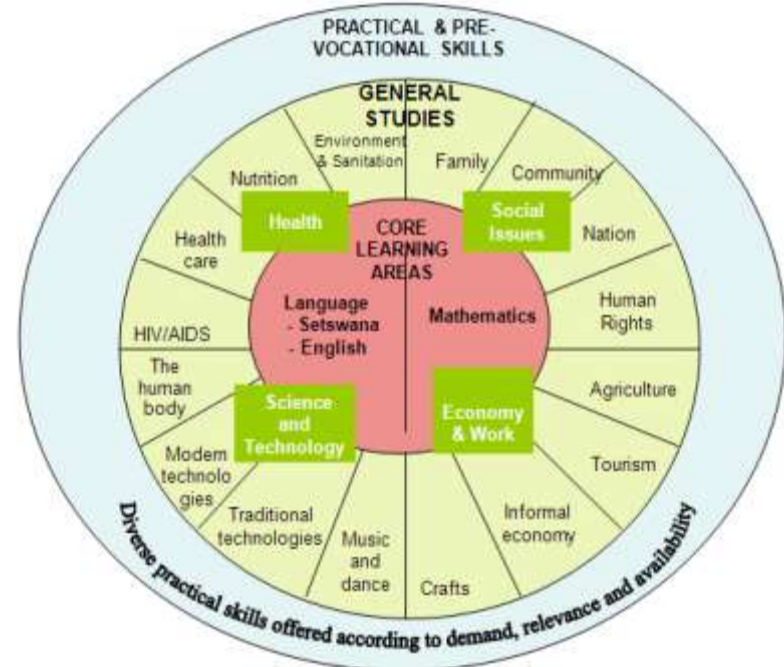 PRACTICAL & PRE-
VOCATIONAL SKILLS
GENERAL
STUDIES
Environment
& Sanitation
Family
Community
Nation
Human
Rights
Agriculture
Tourism
Informal
economy
Crafts
Music
and
dance
Traditional
technologies
Modern
technolo
gies
The
human
body
HIV/AIDS
Health
care
Nutrition
Health
Social
Issues
CORE
LEARNING
AREAS
Language
- Setswana
- English
Mathematics
Science
and
Technology
Economy
& Work
Diverse practical skills offered according to demand, relevance and availability